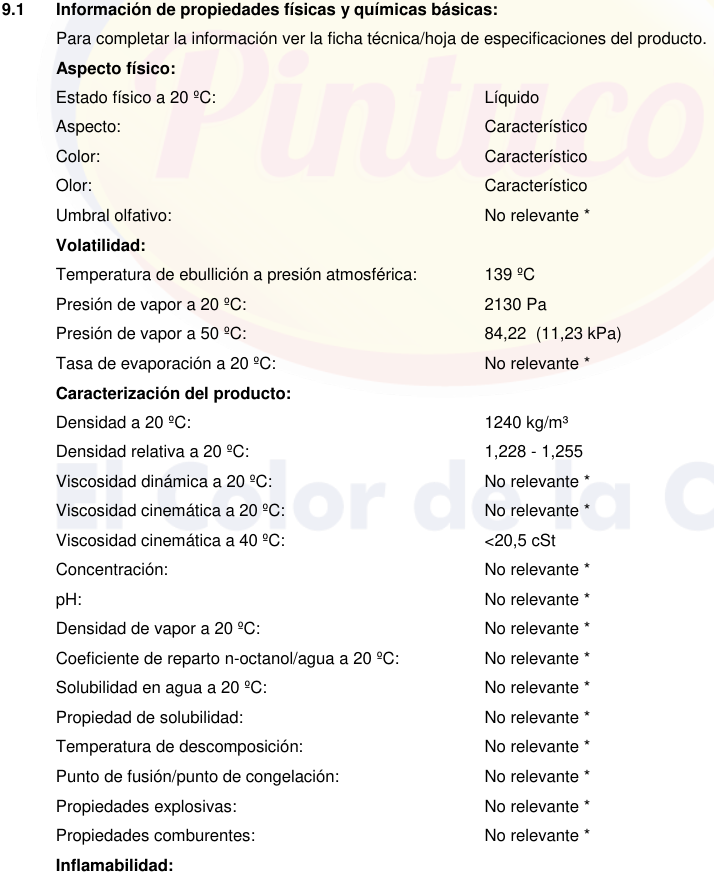 9.1 Información de propiedades físicas y químicas básicas:
Para completar la información ver la ficha técnica/hoja de especificaciones del producto.
Aspecto físico:
Estado físico a 20 ºC: Líquido
Aspecto: Característico
Color: Característico
Olor: Característico
Umbral olfativo: No relevante *
Volatilidad:
Temperatura de ebullición a presión atmosférica: 139 ºC
Presión de vapor a 20 ºC: 2130 Pa
Presión de vapor a 50 ºC: 84,22 (11,23 kPa)
Tasa de evaporación a 20 ºC: No relevante *
Caracterización del producto:
Densidad a 20 ºC: 1240 kg/m³
Densidad relativa a 20 ºC: 1,228 - 1,255
Viscosidad dinámica a 20 ºC: No relevante *
Viscosidad cinemática a 20 ºC: No relevante *
Viscosidad cinemática a 40 ºC: <20,5 cSt
Concentración: No relevante *
pH: No relevante *
Densidad de vapor a 20 ºC: No relevante *
Coeficiente de reparto n-octanol/agua a 20 ºC: No relevante *
Solubilidad en agua a 20 ºC: No relevante *
Propiedad de solubilidad: No relevante *
Temperatura de descomposición: No relevante *
Punto de fusión/punto de congelación: No relevante *
Propiedades explosivas: No relevante *
Propiedades comburentes: No relevante *
Inflamabilidad:
Pintuco
El Color de la C